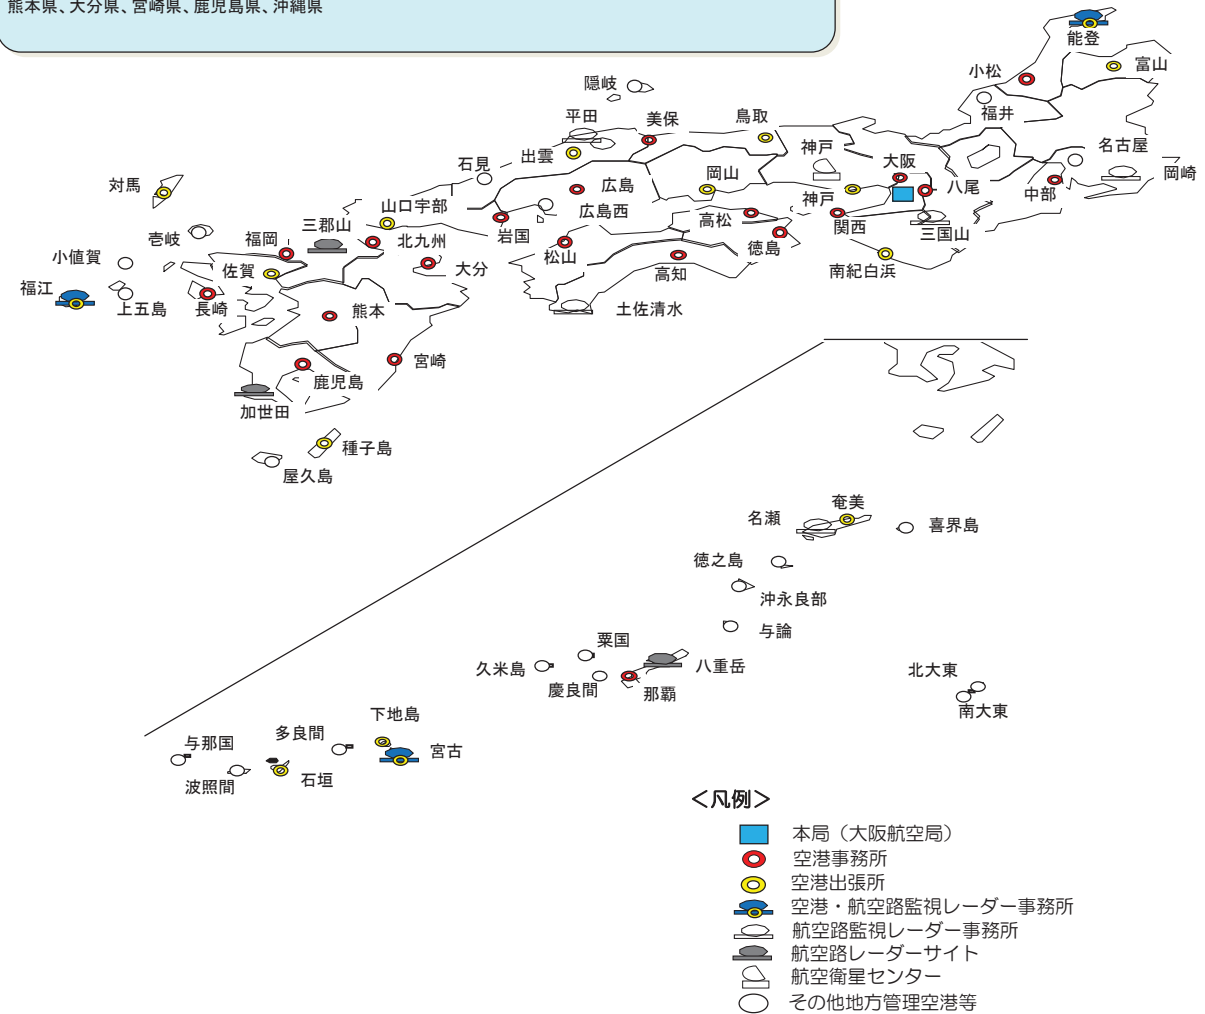 熊本県、大分県、宮崎県、鹿児島県、沖縄県
能登
富山
小松
福井
隠岐
平田
美保
鳥取
神戸
大阪
名古屋
岡崎
中部
八尾
出雲
石見
岡山
神戸
関西
三国山
広島
広島西
高松
徳島
南紀白浜
対馬
山口宇部
三郡山
岩国
松山
高知
壱岐
福岡
北九州
大分
小値賀
佐賀
福江
上五島
長崎
熊本
土佐清水
宮崎
鹿児島
加世田
種子島
屋久島
奄美
名瀬
喜界島
徳之島
沖永良部
与論
粟国
久米島
八重岳
慶良間
那覇
北大東
南大東
下地島
多良間
与那国
宮古
波照間
石垣
＜凡例＞
本局（大阪航空局）
空港事務所
空港出張所
空港・航空路監視レーダー事務所
航空路監視レーダー事務所
航空路レーダーサイト
航空衛星センター
その他地方管理空港等